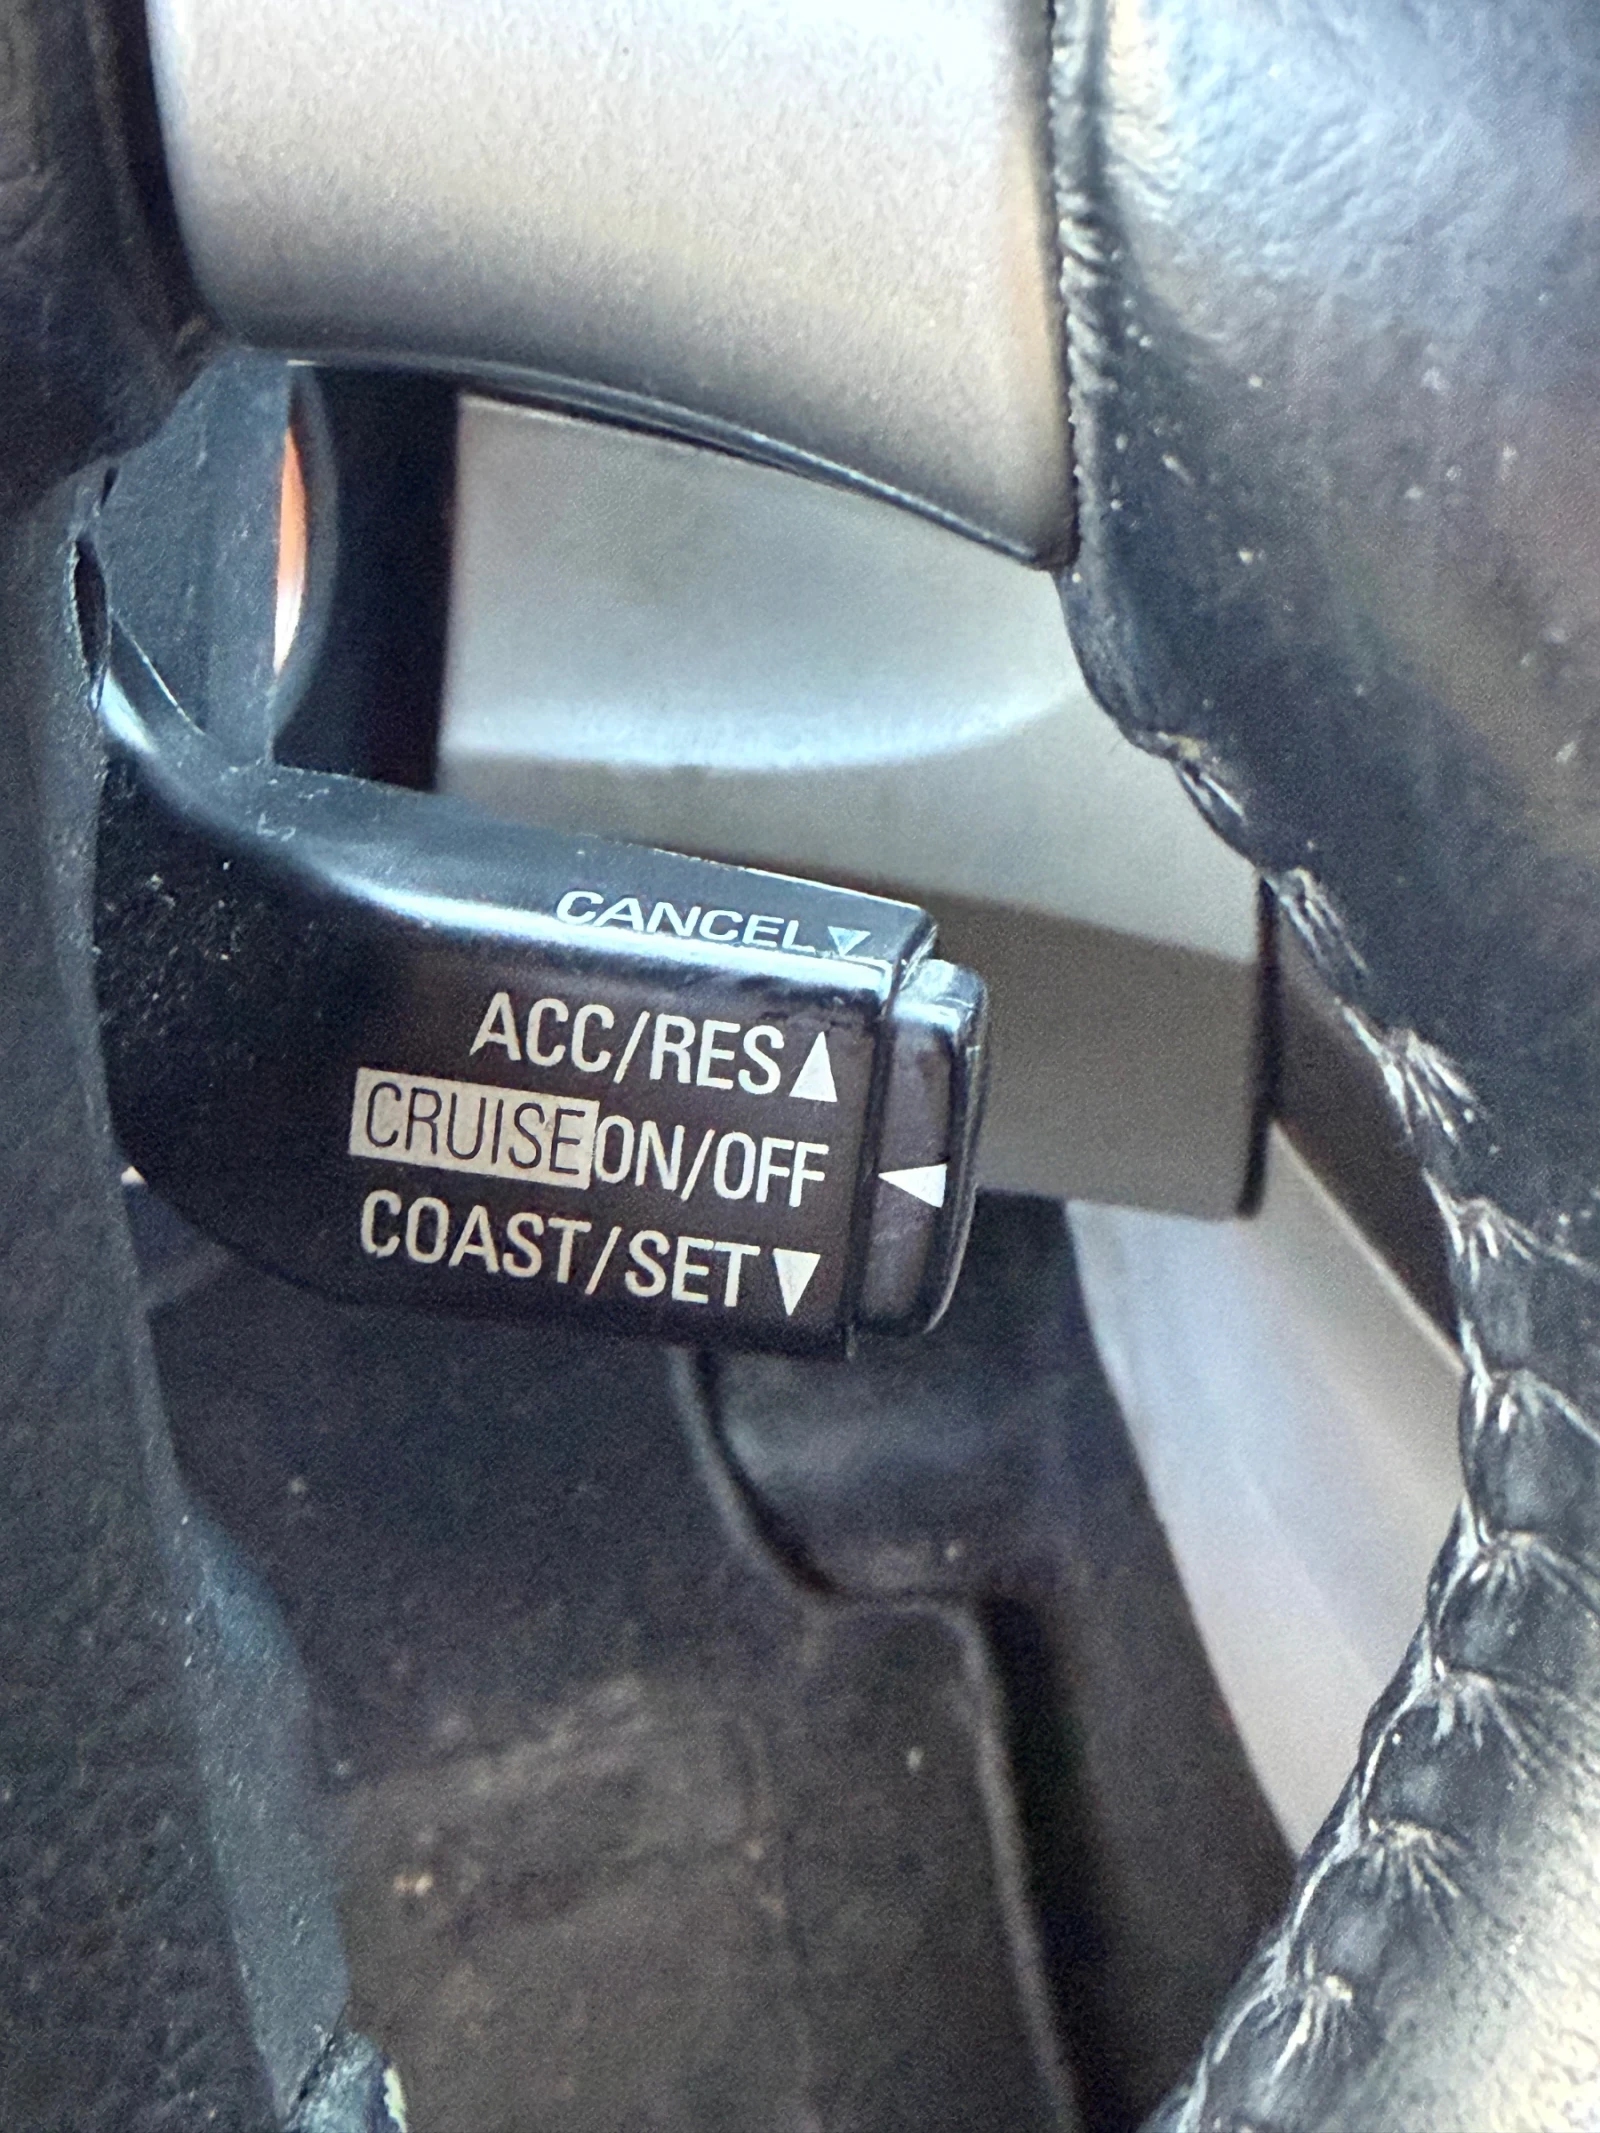 CANCEL▽
ACC/RES▲
CRUISE ON/OFF ◀
COAST/SET▼